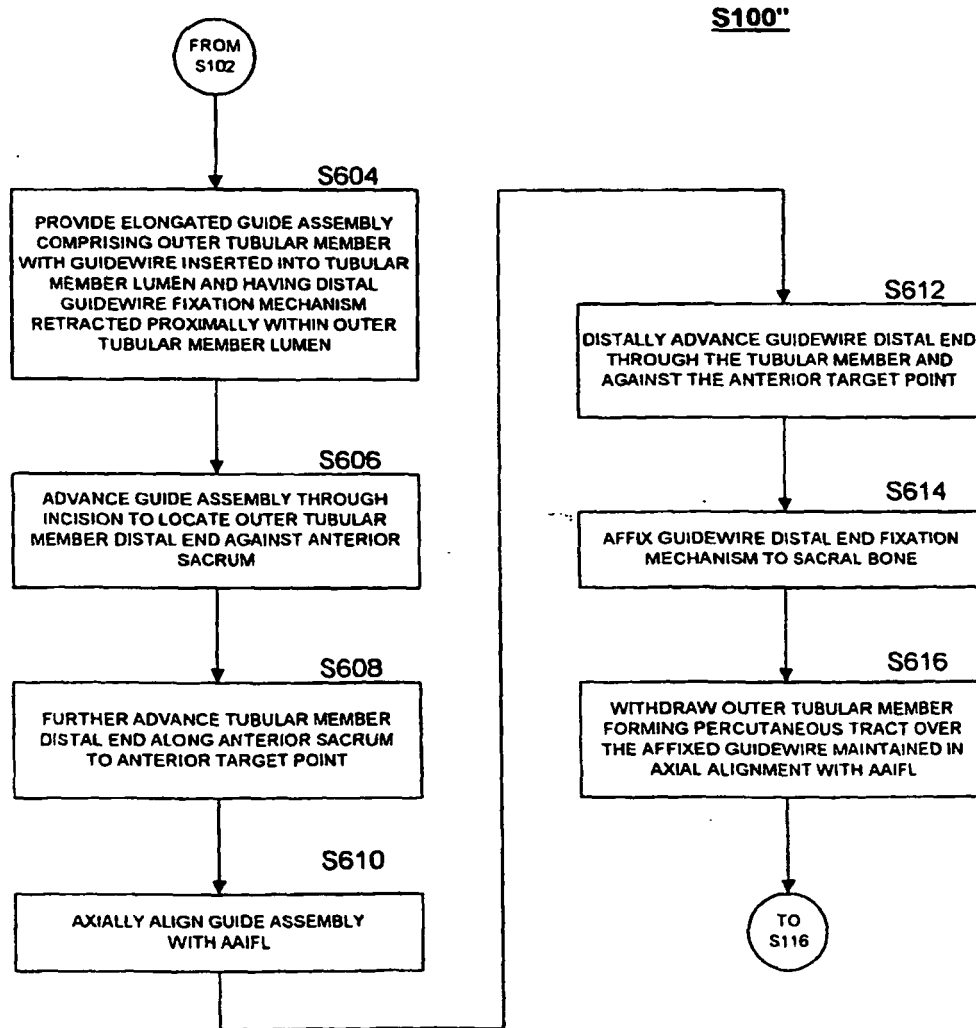 S100"
FROM
S102
S604
PROVIDE ELONGATED GUIDE ASSEMBLY
COMPRISING OUTER TUBULAR MEMBER
WITH GUIDEWIRE INSERTED INTO TUBULAR
MEMBER LUMEN AND HAVING DISTAL
GUIDEWIRE FIXATION MECHANISM
RETRACTED PROXIMALLY WITHIN OUTER
TUBULAR MEMBER LUMEN
S606
ADVANCE GUIDE ASSEMBLY THROUGH
INCISION TO LOCATE OUTER TUBULAR
MEMBER DISTAL END AGAINST ANTERIOR
SACRUM
S608
FURTHER ADVANCE TUBULAR MEMBER
DISTAL END ALONG ANTERIOR SACRUM
TO ANTERIOR TARGET POINT
S610
AXIALLY ALIGN GUIDE ASSEMBLY
WITH AAIFL
S612
DISTALLY ADVANCE GUIDEWIRE DISTAL END
THROUGH THE TUBULAR MEMBER AND
AGAINST THE ANTERIOR TARGET POINT
S614
AFFIX GUIDEWIRE DISTAL END FIXATION
MECHANISM TO SACRAL BONE
S616
WITHDRAW OUTER TUBULAR MEMBER
FORMING PERCUTANEOUS TRACT OVER
THE AFFIXED GUIDEWIRE MAINTAINED IN
AXIAL ALIGNMENT WITH AAIFL
TO
S116